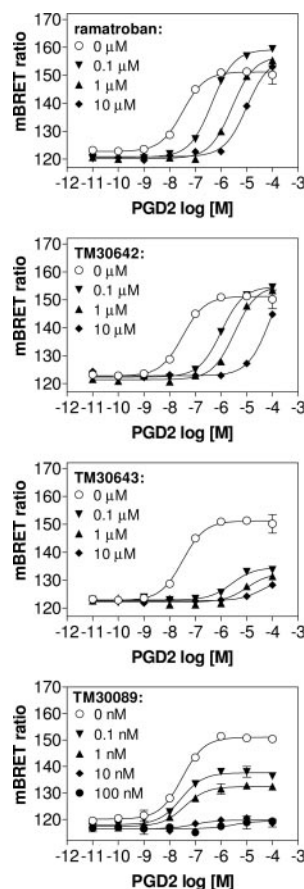 170
ramatroban:
160
0 μM
0.1 μM
150
1 μM
140
10 μM
130
120
mBRET ratio
-12 -11 -10 -9 -8 -7 -6 -5 -4 -3
PGD2 log [M]
170
TM30642:
160
0 μM
0.1 μM
150
1 μM
140
10 μM
130
120
mBRET ratio
-12 -11 -10 -9 -8 -7 -6 -5 -4 -3
PGD2 log [M]
170
TM30643:
160
0 μM
0.1 μM
150
1 μM
140
10 μM
130
120
mBRET ratio
-12 -11 -10 -9 -8 -7 -6 -5 -4 -3
PGD2 log [M]
170
TM30089:
160
0 nM
0.1 nM
150
1 nM
140
10 nM
130
100 nM
120
mBRET ratio
-12 -11 -10 -9 -8 -7 -6 -5 -4 -3
PGD2 log [M]